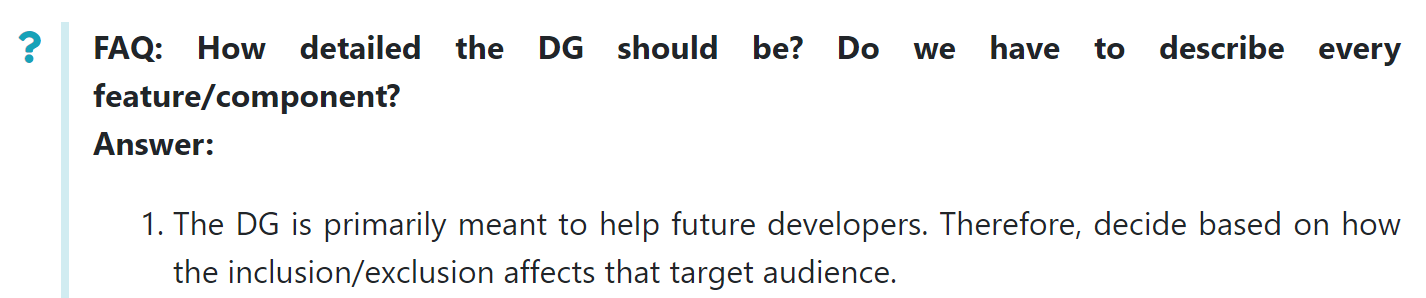 FAQ: How detailed the DG should be? Do we have to describe every
feature/component?
Answer:
1. The DG is primarily meant to help future developers. Therefore, decide based on how
the inclusion/exclusion affects that target audience.